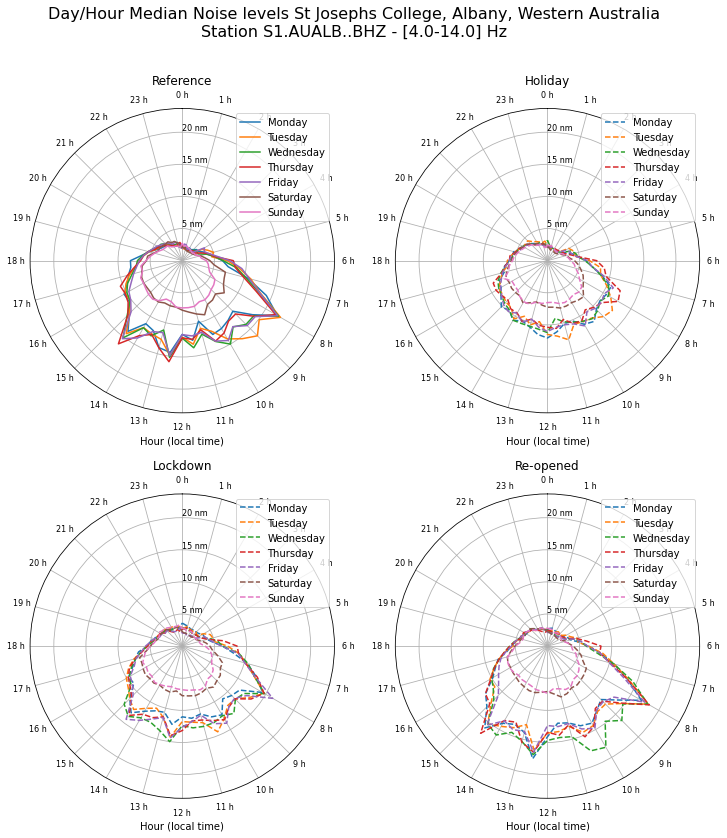 Day/Hour Median Noise levels St Josephs College, Albany, Western Australia
Station S1.AUALB..BHZ - [4.0-14.0] Hz
Reference
0 h
1 h
5 h
6 h
7 h
8 h
9 h
10 h
11 h
12 h
13 h
14 h
15 h
16 h
17 h
18 h
19 h
20 h
21 h
22 h
23 h
5 nm
10 nm
15 nm
20 nm
Monday
Tuesday
Wednesday
Thursday
Friday
Saturday
Sunday
Hour (local time)
Holiday
0 h
1 h
5 h
6 h
7 h
8 h
9 h
10 h
11 h
12 h
13 h
14 h
15 h
16 h
17 h
18 h
19 h
20 h
21 h
22 h
23 h
5 nm
10 nm
15 nm
20 nm
Monday
Tuesday
Wednesday
Thursday
Friday
Saturday
Sunday
Hour (local time)
Lockdown
0 h
1 h
5 h
6 h
7 h
8 h
9 h
10 h
11 h
12 h
13 h
14 h
15 h
16 h
17 h
18 h
19 h
20 h
21 h
22 h
23 h
5 nm
10 nm
15 nm
20 nm
Monday
Tuesday
Wednesday
Thursday
Friday
Saturday
Sunday
Hour (local time)
Re-opened
0 h
1 h
5 h
6 h
7 h
8 h
9 h
10 h
11 h
12 h
13 h
14 h
15 h
16 h
17 h
18 h
19 h
20 h
21 h
22 h
23 h
5 nm
10 nm
15 nm
20 nm
Monday
Tuesday
Wednesday
Thursday
Friday
Saturday
Sunday
Hour (local time)